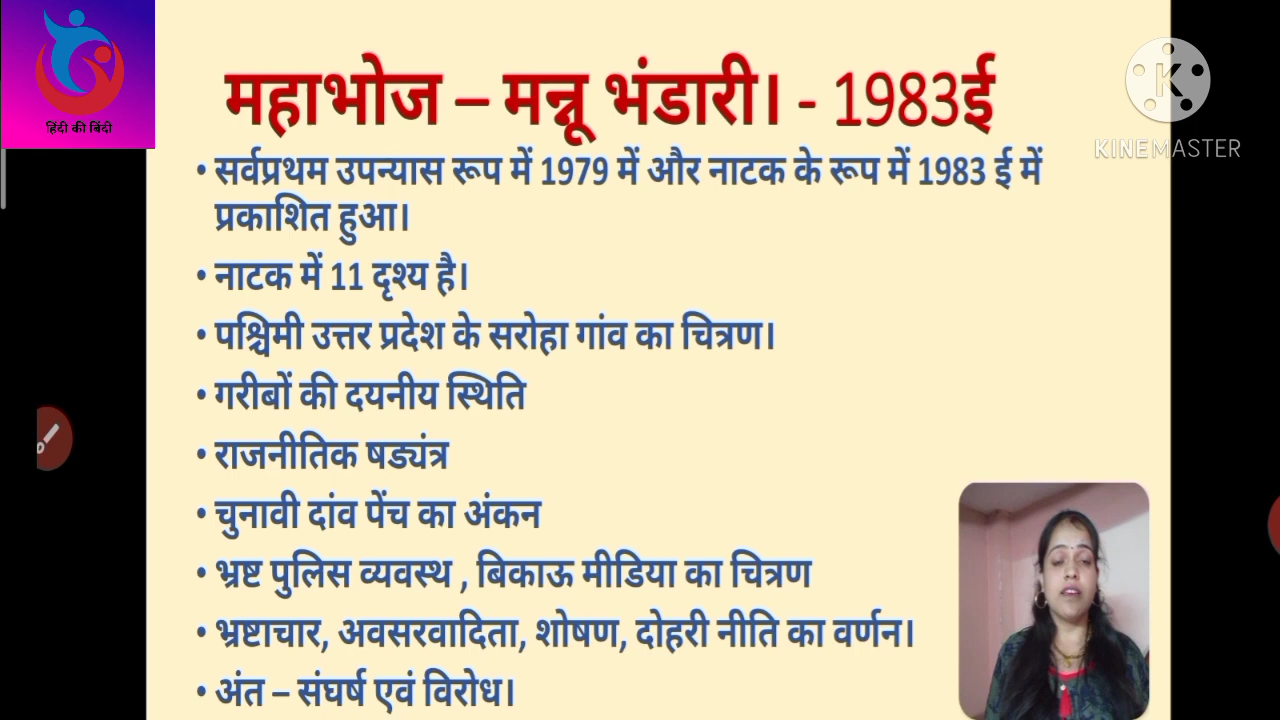 हिंदी की बिंदी
महाभोज – मन्नू भंडारी। - 1983ई
K
KINEMASTER
• सर्वप्रथम उपन्यास रूप में 1979 में और नाटक के रूप में 1983 ई में
प्रकाशित हुआ।
• नाटक में 11 दृश्य है।
• पश्चिमी उत्तर प्रदेश के सरोहा गांव का चित्रण।
• गरीबों की दयनीय स्थिति
• राजनीतिक षड्यंत्र
• चुनावी दांव पेंच का अंकन
• भ्रष्ट पुलिस व्यवस्थ , बिकाऊ मीडिया का चित्रण
• भ्रष्टाचार, अवसरवादिता, शोषण, दोहरी नीति का वर्णन।
• अंत – संघर्ष एवं विरोध।